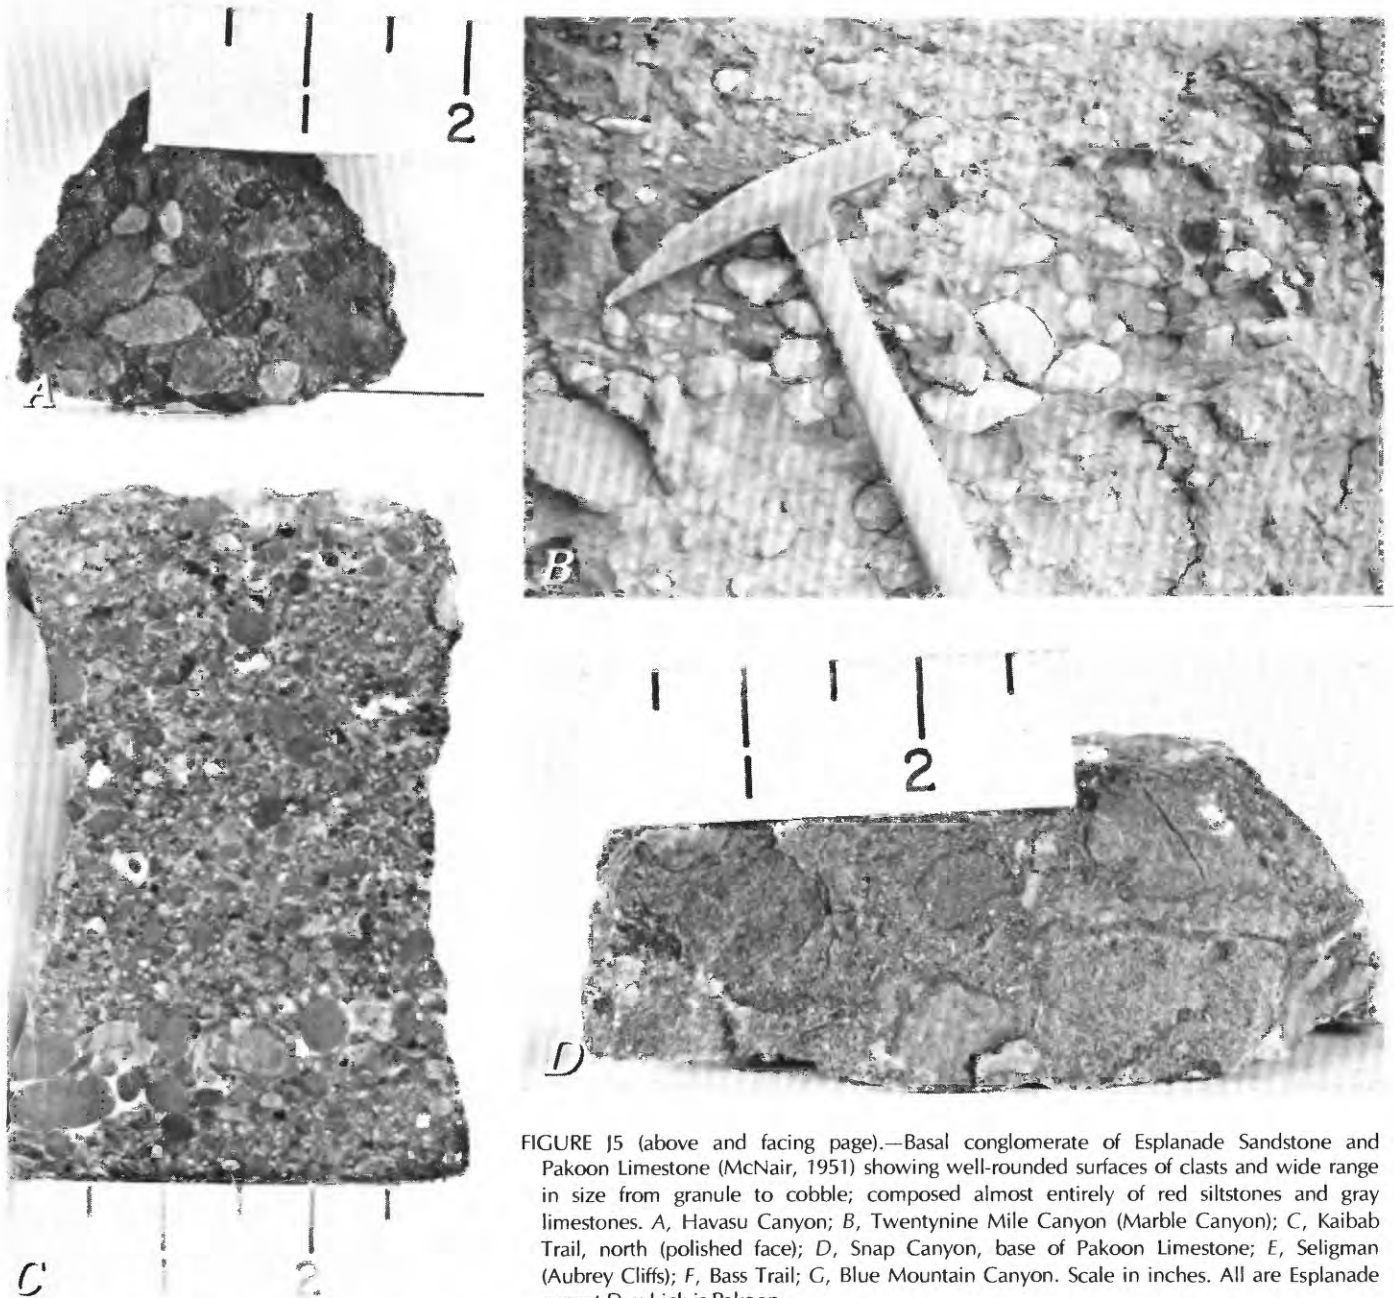 1
2
A
B
1
2
D
1
2
C
FIGURE J5 (above and facing page).—Basal conglomerate of Esplanade Sandstone and
Pakoon Limestone (McNair, 1951) showing well-rounded surfaces of clasts and wide range
in size from granule to cobble; composed almost entirely of red siltstones and gray
limestones. A, Havasu Canyon; B, Twentynine Mile Canyon (Marble Canyon); C, Kaibab
Trail, north (polished face); D, Snap Canyon, base of Pakoon Limestone; E, Seligman
(Aubrey Cliffs); F, Bass Trail; G, Blue Mountain Canyon. Scale in inches. All are Esplanade